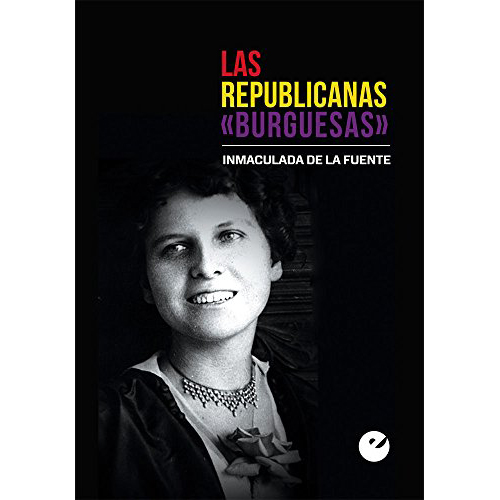 LAS
REPUBLICANAS
«BURGUESAS»
INMACULADA DE LA FUENTE
e